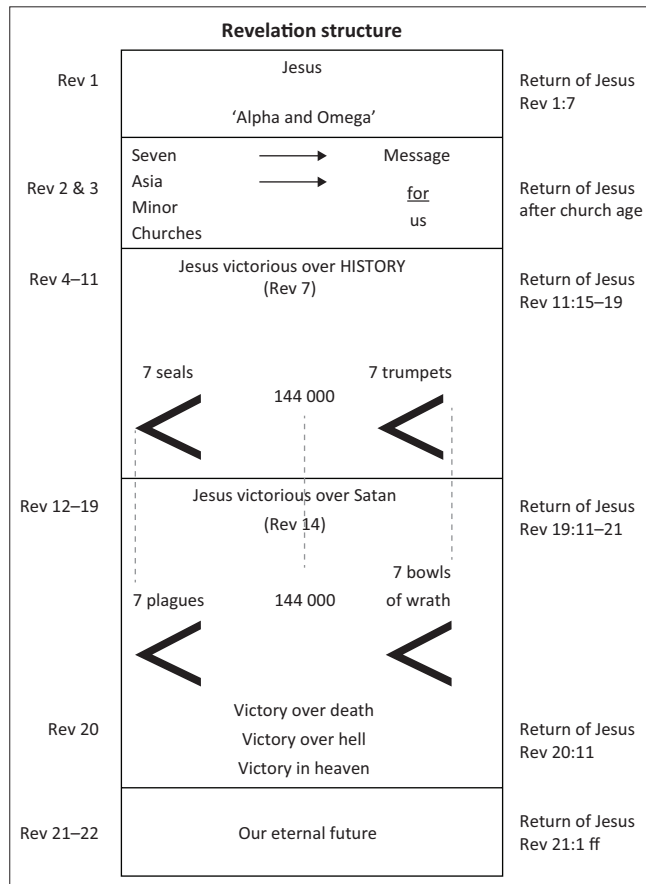 Revelation structure
Rev 1
Jesus
'Alpha and Omega'
Return of Jesus
Rev 1:7
Rev 2 & 3
Seven
Message
Asia
for
Minor
us
Churches
Return of Jesus
after church age
Rev 4–11
Jesus victorious over HISTORY
(Rev 7)
Return of Jesus
Rev 11:15–19
7 seals
144 000
7 trumpets
Rev 12–19
Jesus victorious over Satan
(Rev 14)
Return of Jesus
Rev 19:11–21
7 plagues
144 000
7 bowls
of wrath
Rev 20
Victory over death
Victory over hell
Victory in heaven
Return of Jesus
Rev 20:11
Rev 21–22
Our eternal future
Return of Jesus
Rev 21:1 ff